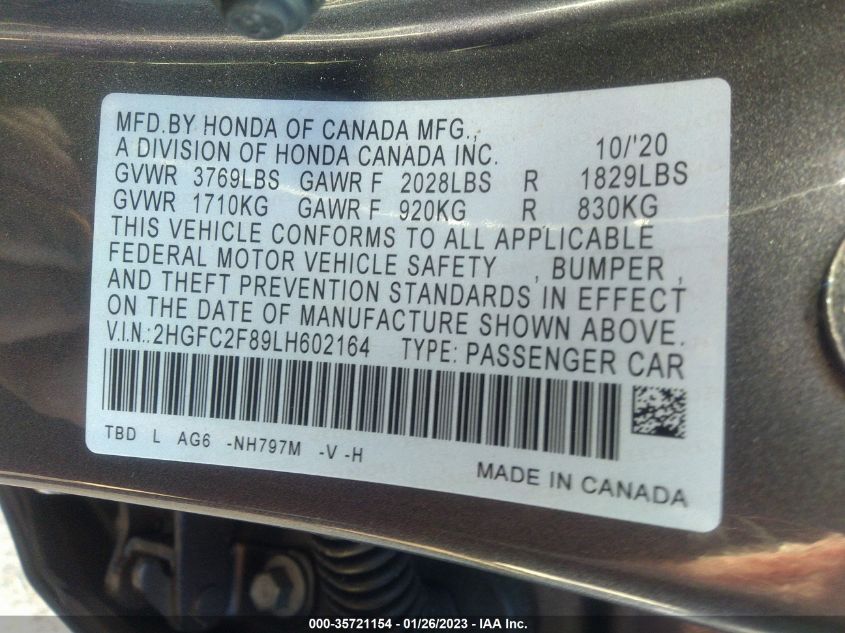 MFD.BY HONDA OF CANADA MFG.,
A DIVISION OF HONDA CANADA INC. 10/'20
GVWR 3769LBS GAWR F 2028LBS R 1829LBS
GVWR 1710KG GAWR F 920KG R 830KG
THIS VEHICLE CONFORMS TO ALL APPLICABLE
FEDERAL MOTOR VEHICLE SAFETY , BUMPER ,
AND THEFT PREVENTION STANDARDS IN EFFECT
ON THE DATE OF MANUFACTURE SHOWN ABOVE.
V.I.N.:2HGFC2F89LH602164 TYPE: PASSENGER CAR
TBD L AG6 -NH797M -V -H
MADE IN CANADA
000-35721154 / 01/26/2023 - IAA Inc.